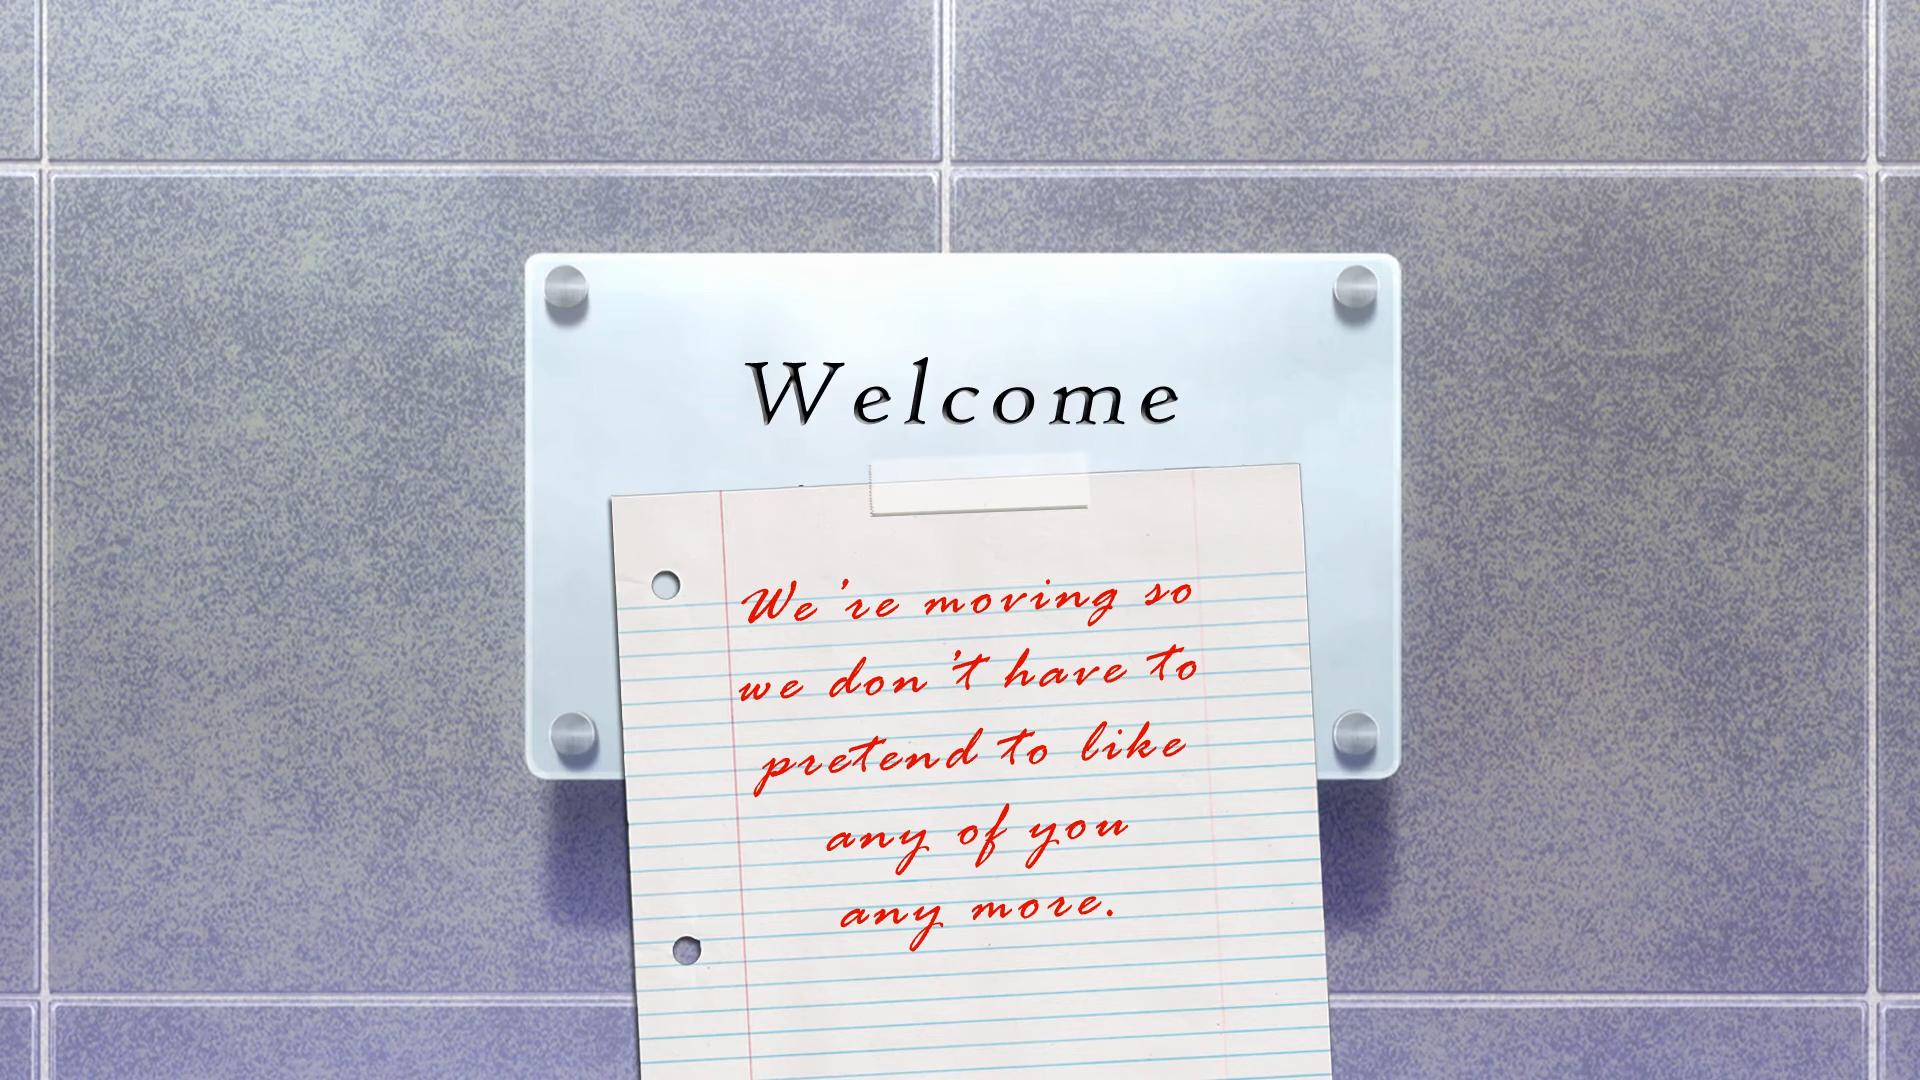 Welcome
We're moving so
we don't have to
pretend to like
any of you
any more.